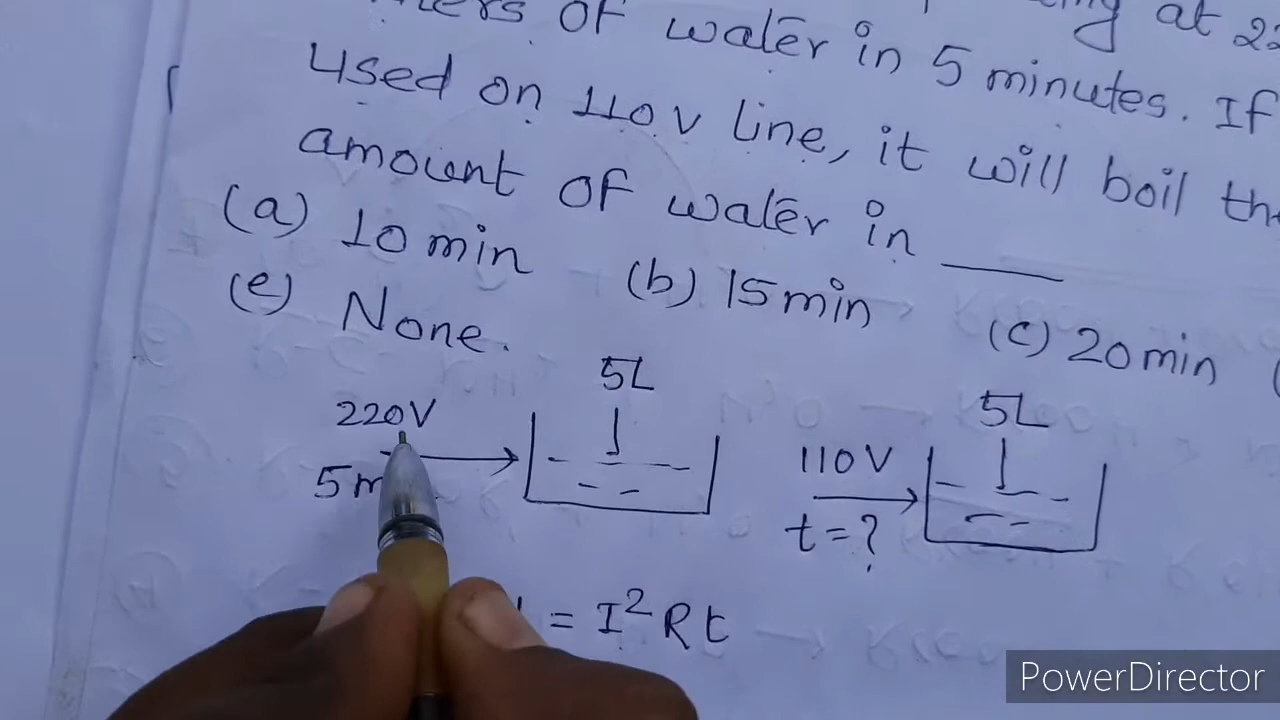 of water in 5 minutes. If
used on 110V line, it will boil
amount of water in ____
(a) 10 min (b) 15 min (c) 20 min
(e) None.
220V 5L 110V 5L
5 t = ?
= I²Rt
PowerDirector